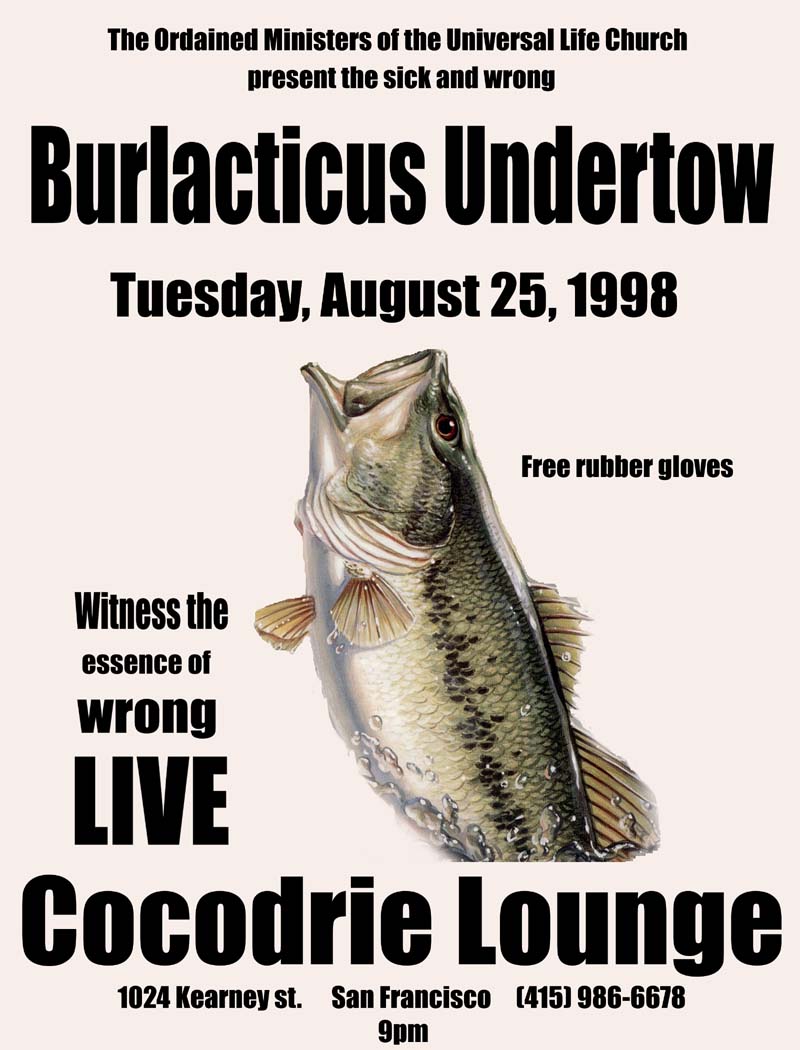 The Ordained Ministers of the Universal Life Church
present the sick and wrong
Burlacticus Undertow
Tuesday, August 25, 1998
Free rubber gloves
Witness the
essence of
wrong
LIVE
Cocodrie Lounge
1024 Kearney st. San Francisco (415) 986-6678
9pm